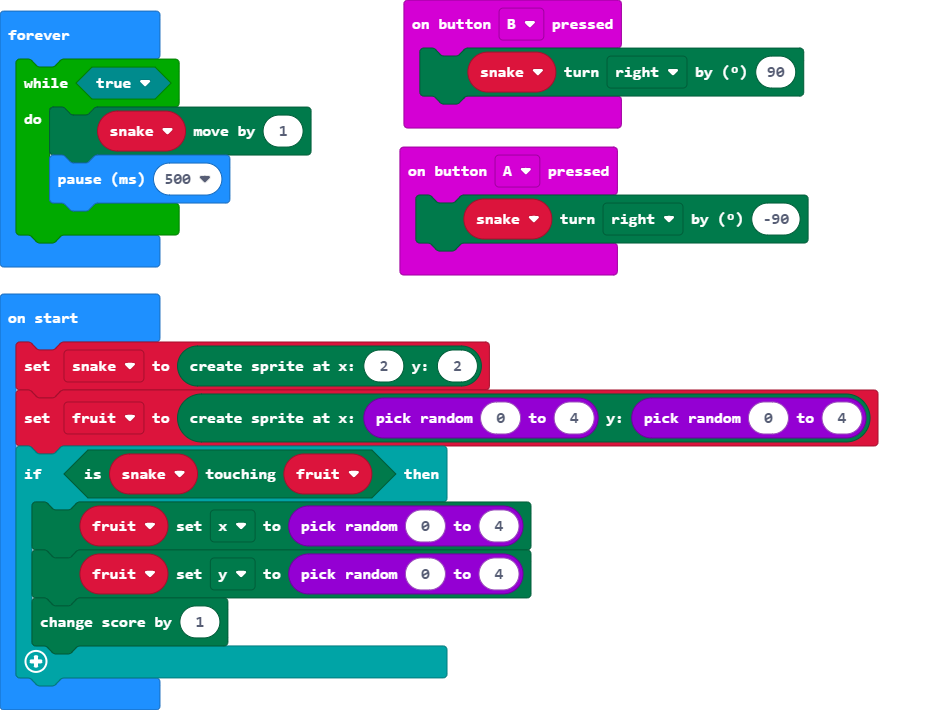 forever
while true
do
snake move by 1
pause (ms) 500
on button B pressed
snake turn right by (°) 90
on button A pressed
snake turn right by (°) -90
on start
set snake to create sprite at x: 2 y: 2
set fruit to create sprite at x: pick random 0 to 4 y: pick random 0 to 4
if is snake touching fruit then
fruit set x to pick random 0 to 4
fruit set y to pick random 0 to 4
change score by 1